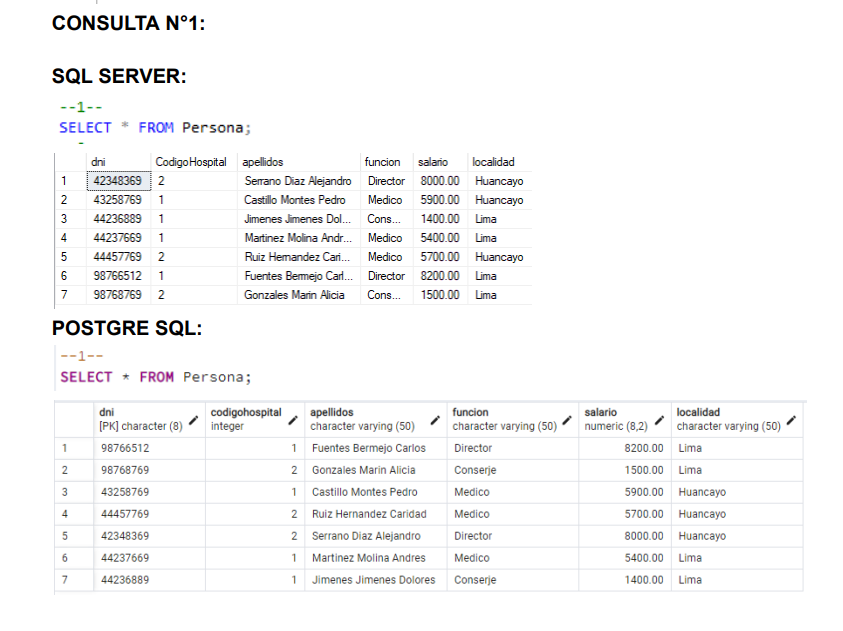 CONSULTA N°1:
SQL SERVER:
--1--
SELECT * FROM Persona;
dni CodigoHospital apellidos funcion salario localidad
1 42348369 2 Serrano Diaz Alejandro Director 8000.00 Huancayo
2 43258769 1 Castillo Montes Pedro Medico 5900.00 Huancayo
3 44236889 1 Jimenes Jimenes Dol... Cons... 1400.00 Lima
4 44237669 1 Martinez Molina Andr... Medico 5400.00 Lima
5 44457769 2 Ruiz Hernandez Cari... Medico 5700.00 Huancayo
6 98766512 1 Fuentes Bermejo Carl... Director 8200.00 Lima
7 98768769 2 Gonzales Marin Alicia Cons... 1500.00 Lima
POSTGRE SQL:
--1--
SELECT * FROM Persona;
dni codigohospital apellidos funcion salario localidad
[PK] character (8) integer character varying (50) character varying (50) numeric (8,2) character varying (50)
1 98766512 1 Fuentes Bermejo Carlos Director 8200.00 Lima
2 98768769 2 Gonzales Marin Alicia Conserje 1500.00 Lima
3 43258769 1 Castillo Montes Pedro Medico 5900.00 Huancayo
4 44457769 2 Ruiz Hernandez Caridad Medico 5700.00 Huancayo
5 42348369 2 Serrano Diaz Alejandro Director 8000.00 Huancayo
6 44237669 1 Martinez Molina Andres Medico 5400.00 Lima
7 44236889 1 Jimenes Jimenes Dolores Conserje 1400.00 Lima